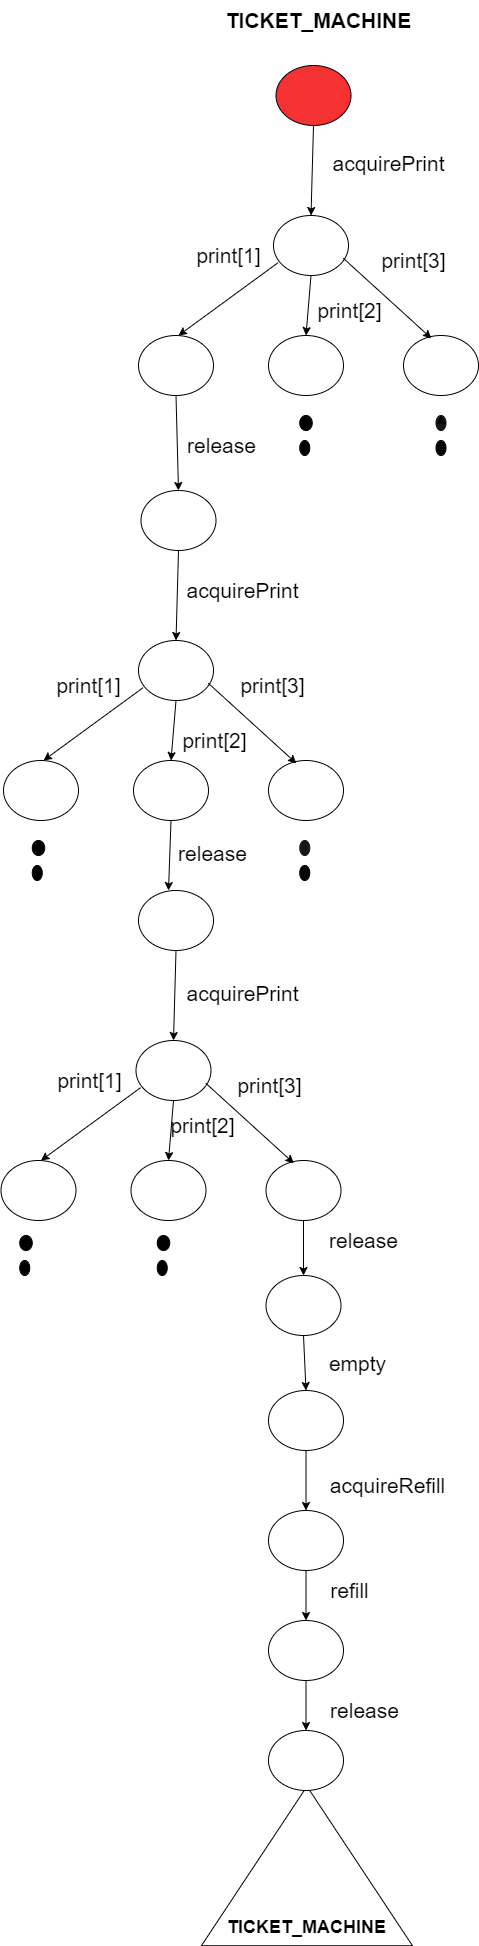 TICKET_MACHINE
acquirePrint
print[1]
print[3]
print[2]
release
acquirePrint
print[1]
print[3]
print[2]
release
acquirePrint
print[1]
print[3]
print[2]
release
empty
acquireRefill
refill
release
TICKET_MACHINE